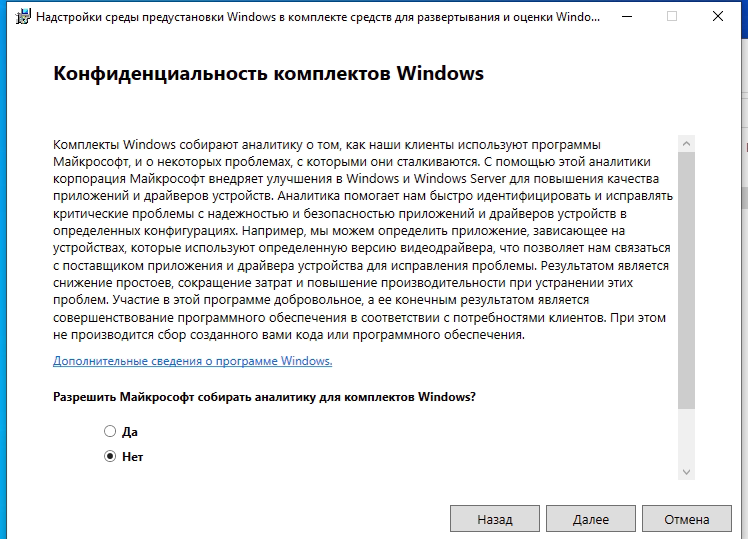 Надстройки среды предустановки Windows в комплекте средств для развертывания и оценки Windo...
Конфиденциальность комплектов Windows
Комплекты Windows собирают аналитику о том, как наши клиенты используют программы
Майкрософт, и о некоторых проблемах, с которыми они сталкиваются. С помощью этой аналитики
корпорация Майкрософт внедряет улучшения в Windows и Windows Server для повышения качества
приложений и драйверов устройств. Аналитика помогает нам быстро идентифицировать и исправлять
критические проблемы с надежностью и безопасностью приложений и драйверов устройств в
определенных конфигурациях. Например, мы можем определить приложение, зависающее на
устройствах, которые используют определенную версию видеодрайвера, что позволяет нам связаться
с поставщиком приложения и драйвера устройства для исправления проблемы. Результатом является
снижение простоев, сокращение затрат и повышение производительности при устранении этих
проблем. Участие в этой программе добровольное, а ее конечным результатом является
совершенствование программного обеспечения в соответствии с потребностями клиентов. При этом
не производится сбор созданного вами кода или программного обеспечения.
Дополнительные сведения о программе Windows.
Разрешить Майкрософт собирать аналитику для комплектов Windows?
Да
Нет
Назад
Далее
Отмена